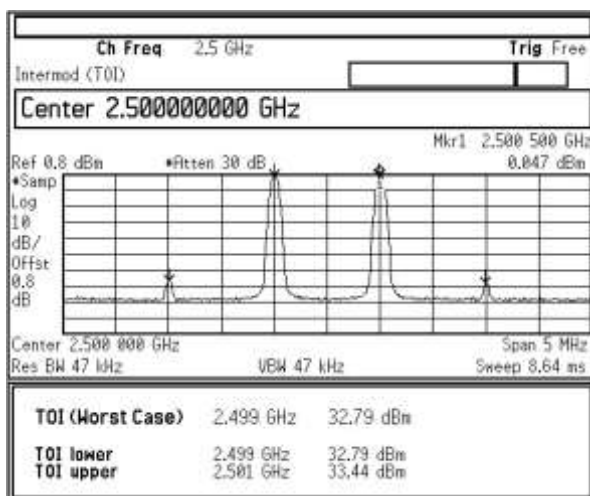 Ch Freq 2.5 GHz Trig Free
Intermod (TOI)
Center 2.500000000 GHz
Mkr1 2.500 500 GHz
Ref 0.8 dBm *Atten 30 dB 0.047 dBm
*Samp
Log
10
dB/
Offst
0.8
dB
Center 2.500 000 GHz Span 5 MHz
Res BW 47 kHz VBW 47 kHz Sweep 8.64 ms
TOI (Worst Case) 2.499 GHz 32.79 dBm
TOI lower 2.499 GHz 32.79 dBm
TOI upper 2.501 GHz 33.44 dBm